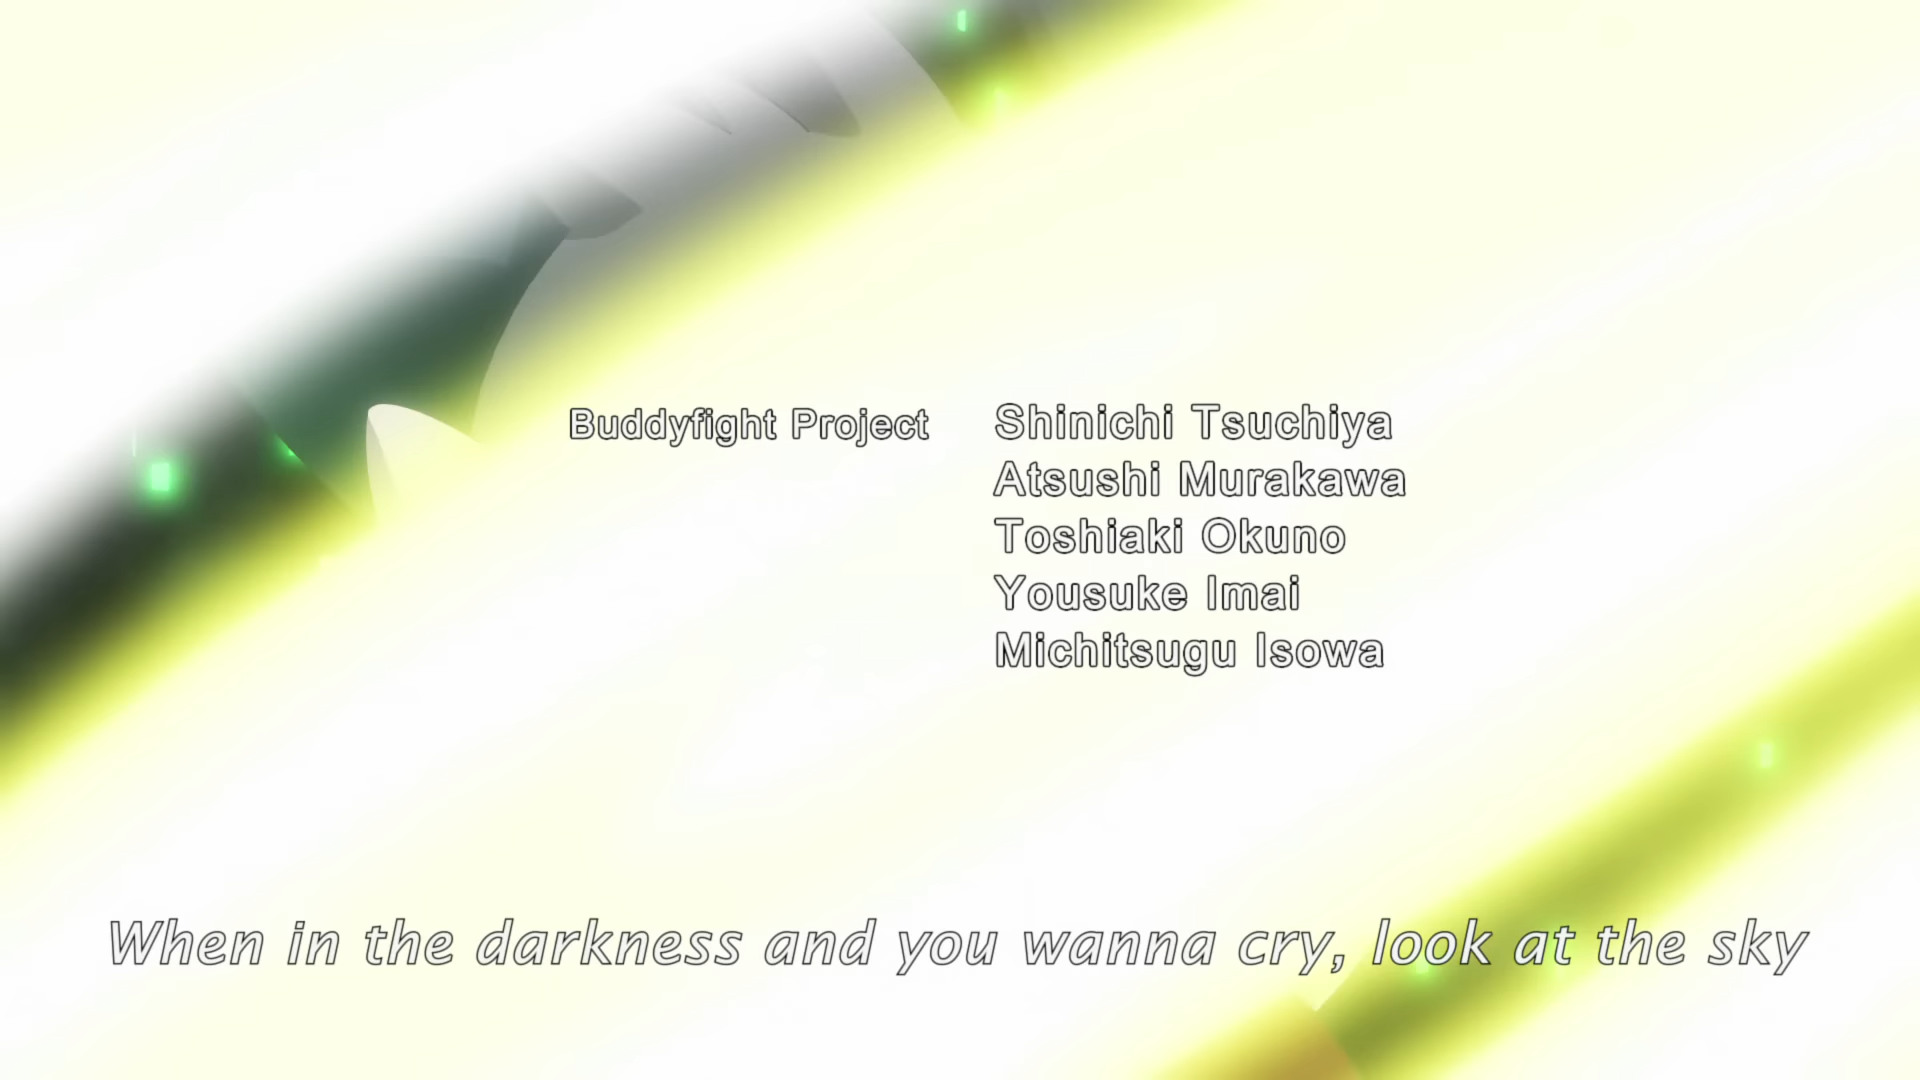 Buddyfight Project Shinichi Tsuchiya
Atsushi Murakawa
Toshiaki Okuno
Yousuke Imai
Michitsugu Isowa
When in the darkness and you wanna cry, look at the sky